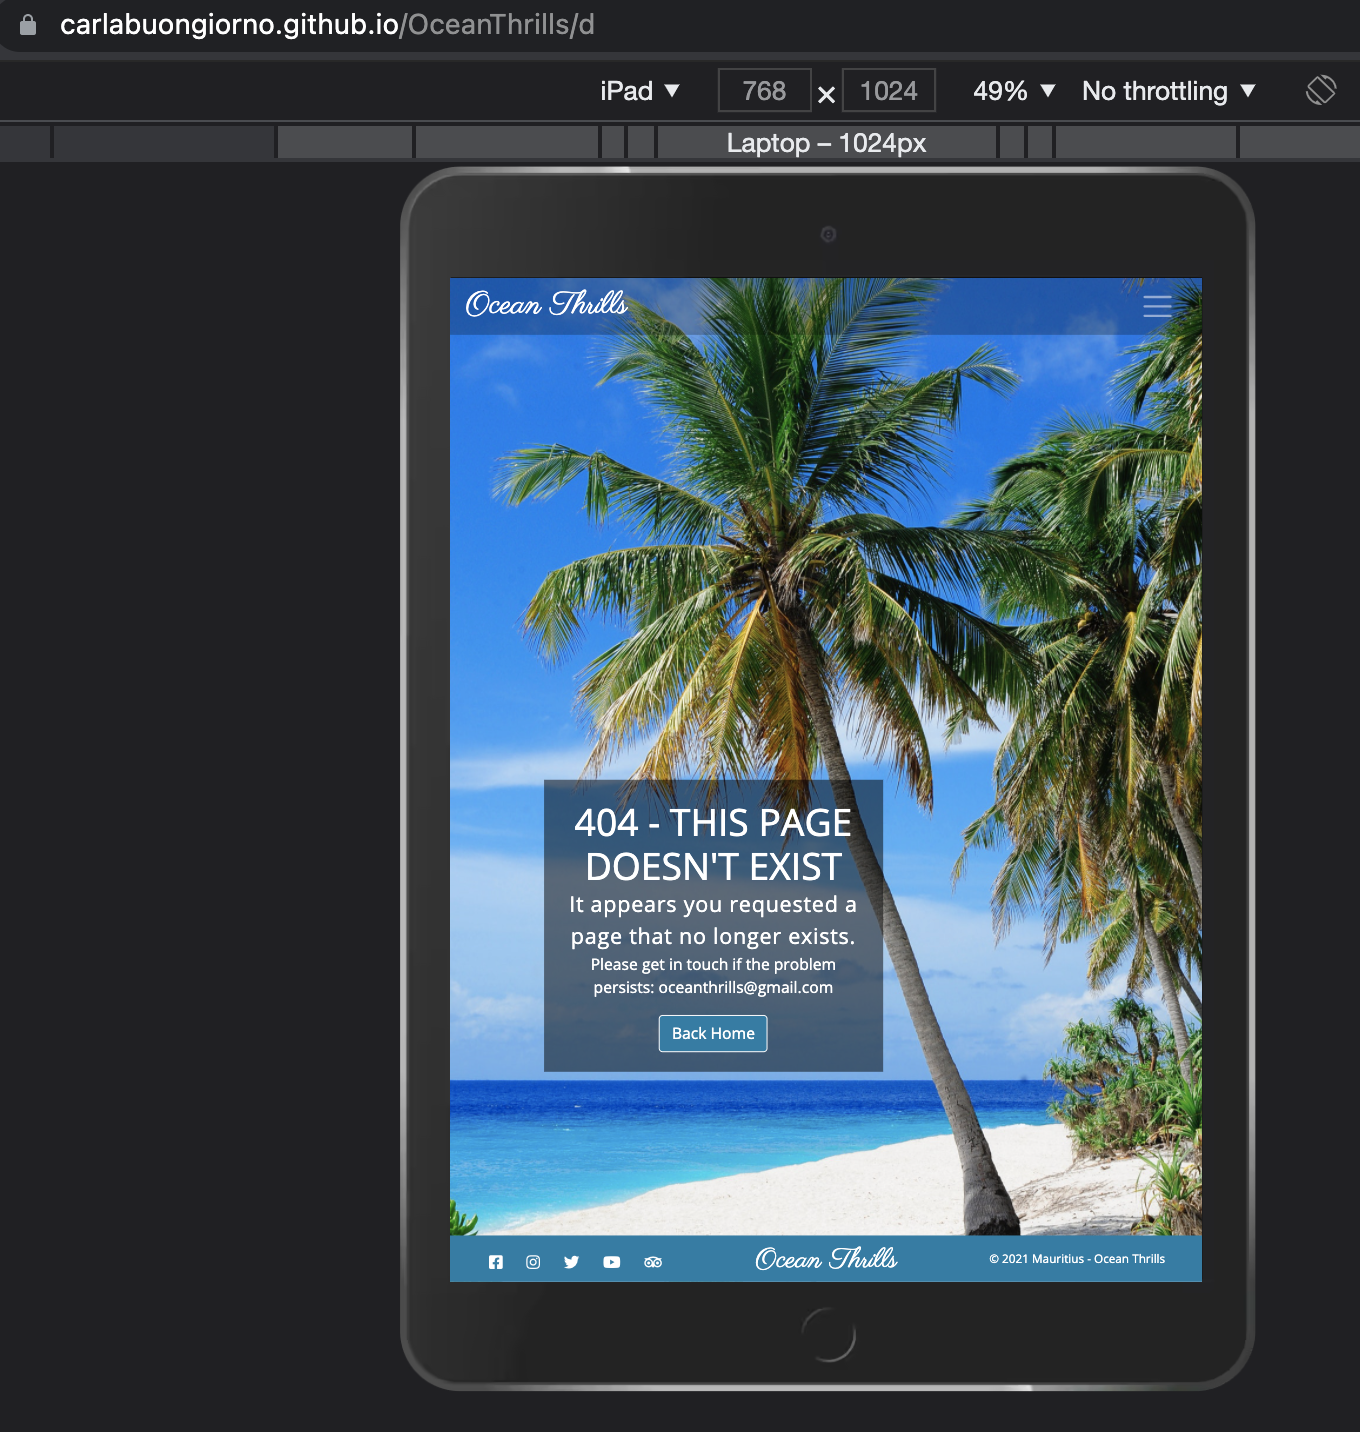 carlabuongiorno.github.io/OceanThrills/d
iPad ▼ 768 × 1024 49% ▼ No throttling ▼
Laptop – 1024px
Ocean Thrills
404 - THIS PAGE
DOESN'T EXIST
It appears you requested a
page that no longer exists.
Please get in touch if the problem
persists: oceanthrills@gmail.com
Back Home
Ocean Thrills © 2021 Mauritius - Ocean Thrills